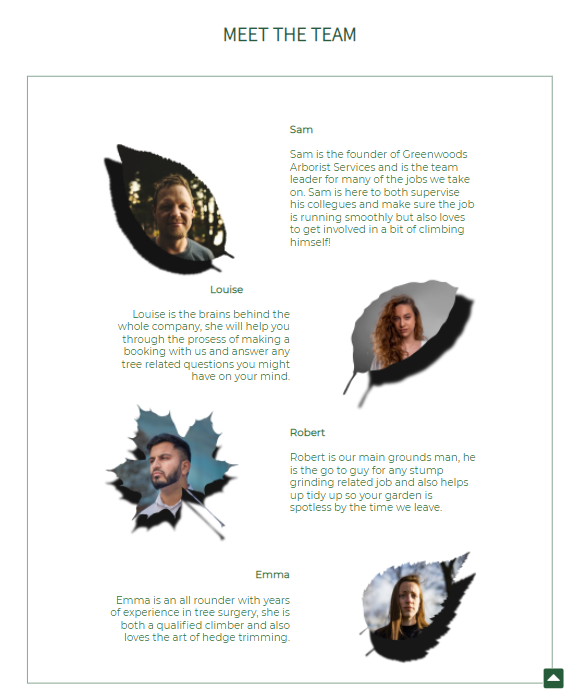 MEET THE TEAM
Sam
Sam is the founder of Greenwoods
Arborist Services and is the team
leader for many of the jobs we take
on. Sam is here to both supervise
his collegues and make sure the job
is running smoothly but also loves
to get involved in a bit of climbing
himself!
Louise
Louise is the brains behind the
whole company, she will help you
through the prosess of making a
booking with us and answer any
tree related questions you might
have on your mind.
Robert
Robert is our main grounds man, he
is the go to guy for any stump
grinding related job and also helps
up tidy up so your garden is
spotless by the time we leave.
Emma
Emma is an all rounder with years
of experience in tree surgery, she is
both a qualified climber and also
loves the art of hedge trimming.